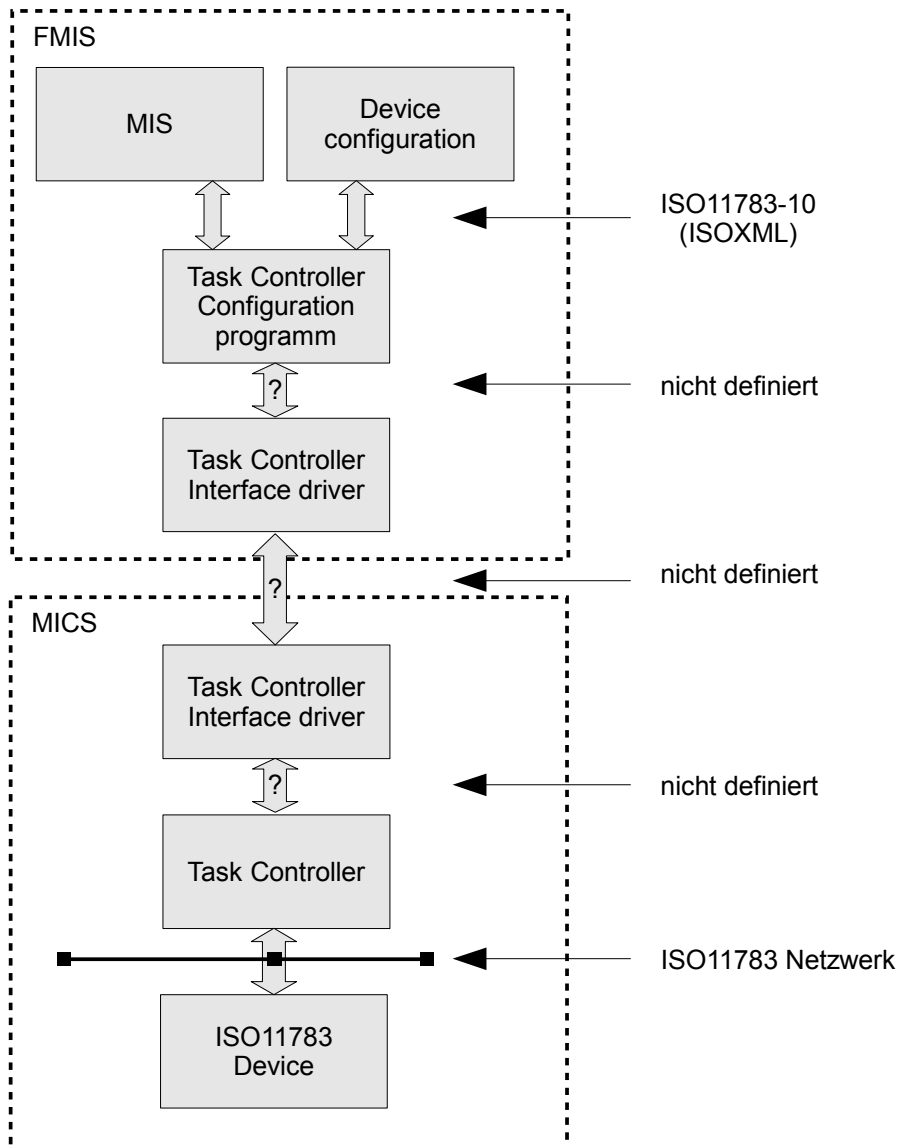 FMIS
MIS
Device
configuration
ISO11783-10
(ISOXML)
Task Controller
Configuration
programm
?
nicht definiert
Task Controller
Interface driver
?
nicht definiert
MICS
Task Controller
Interface driver
?
nicht definiert
Task Controller
ISO11783 Netzwerk
ISO11783
Device